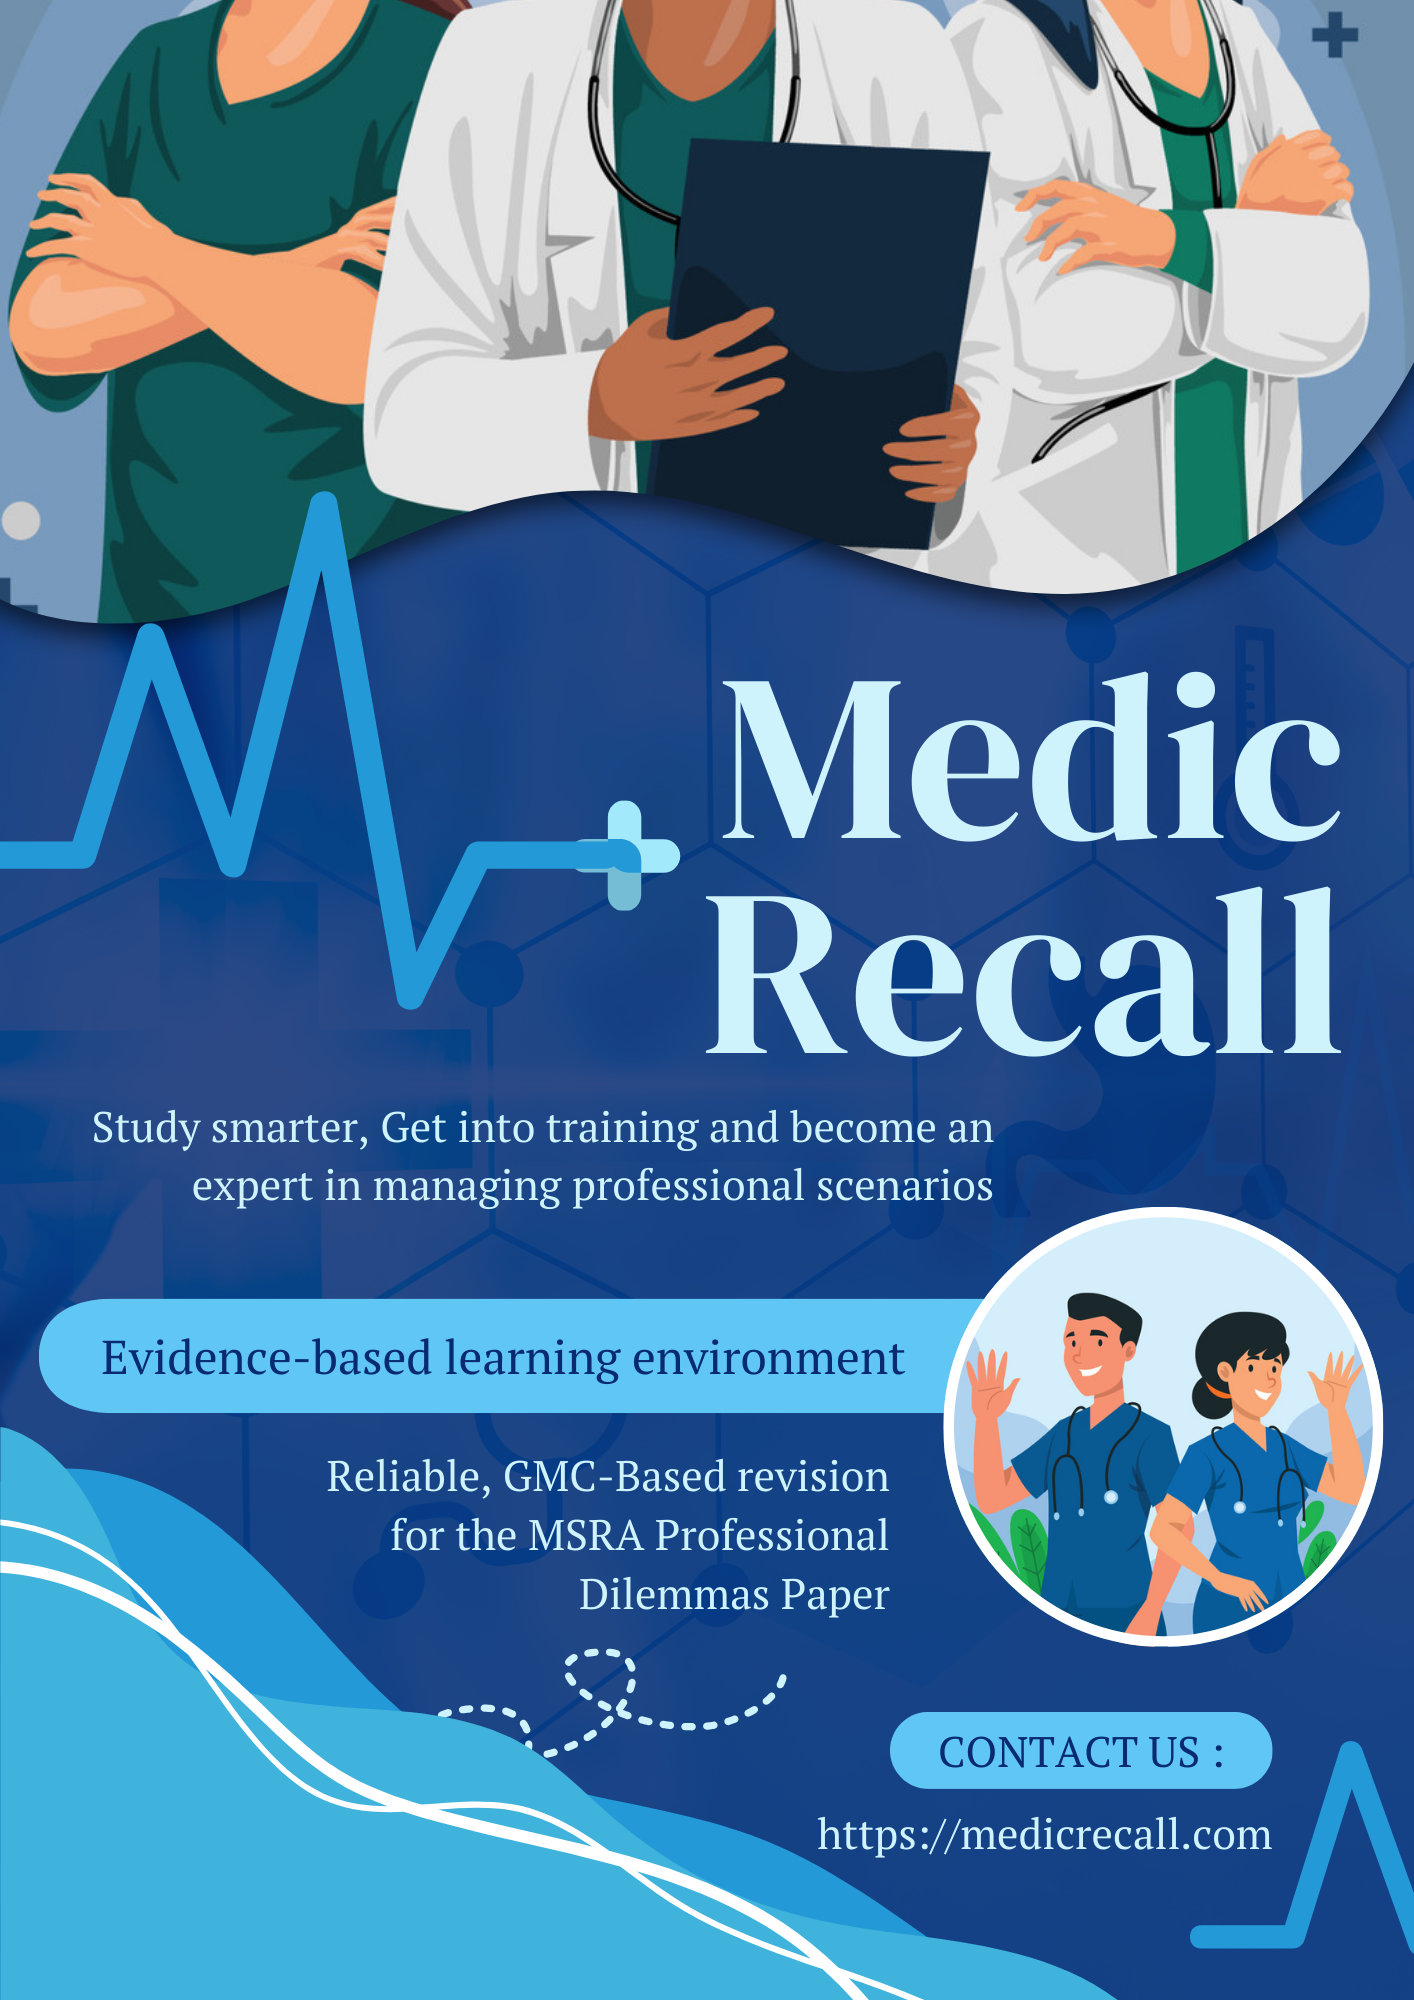 Medic
Recall
Study smarter, Get into training and become an
expert in managing professional scenarios
Evidence-based learning environment
Reliable, GMC-Based revision
for the MSRA Professional
Dilemmas Paper
CONTACT US :
https://medicrecall.com